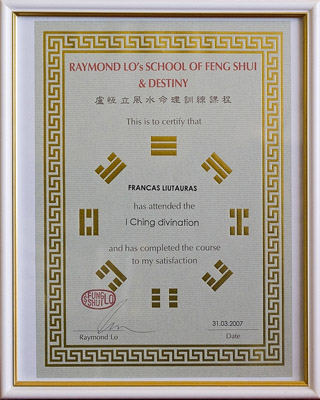 RAYMOND LO's SCHOOL OF FENG SHUI
& DESTINY
盧恆立風水命理訓練課程
This is to certify that
FRANCAS LIUTAURAS
has attended the
I Ching divination
and has completed the course
to my satisfaction
31.03.2007
Raymond Lo
Date